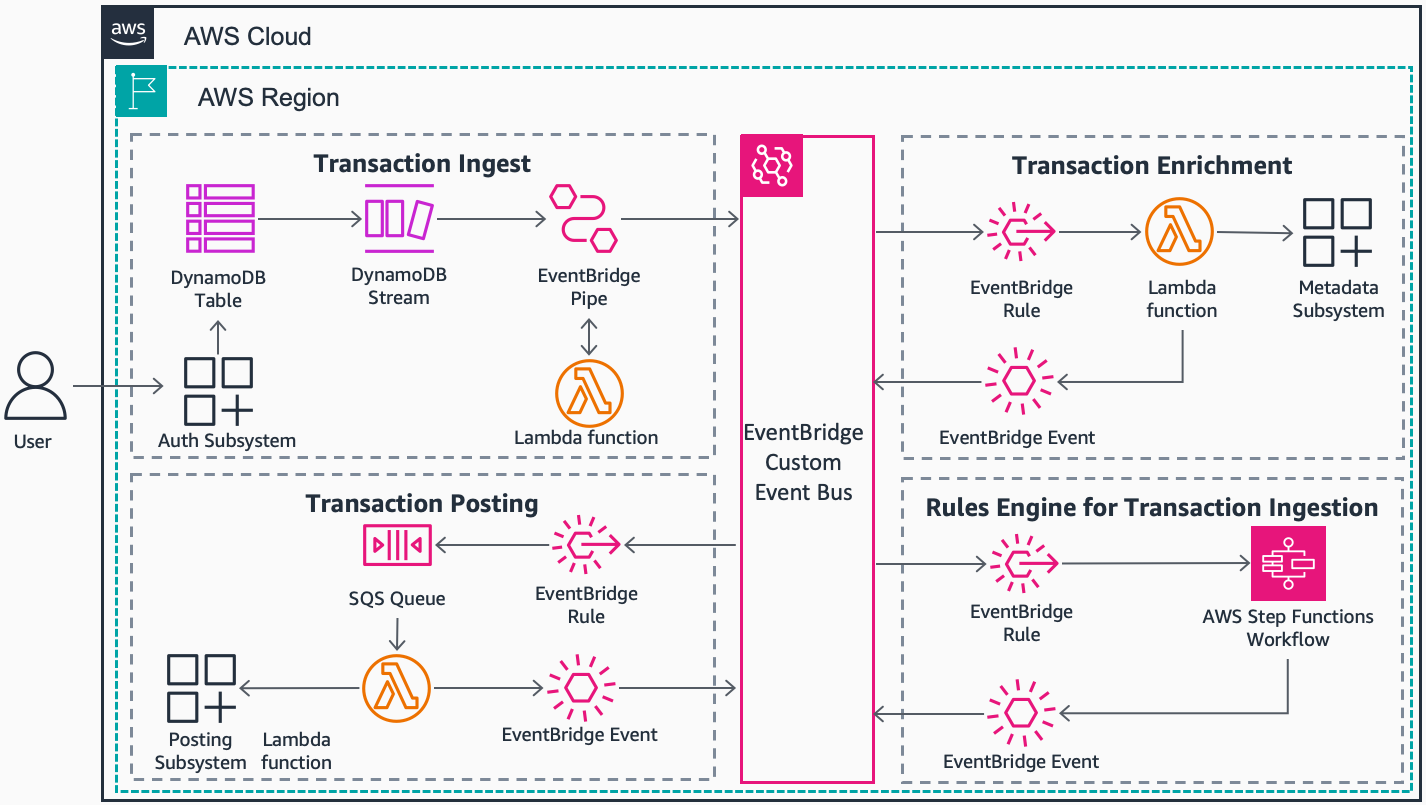 aws
AWS Cloud
AWS Region
Transaction Ingest
DynamoDB
Table
DynamoDB
Stream
EventBridge
Pipe
User
Auth Subsystem
Lambda function
EventBridge
Custom
Event Bus
Transaction Enrichment
EventBridge
Rule
Lambda
function
Metadata
Subsystem
EventBridge Event
Transaction Posting
SQS Queue
EventBridge
Rule
Posting
Subsystem
Lambda
function
EventBridge Event
Rules Engine for Transaction Ingestion
EventBridge
Rule
AWS Step Functions
Workflow
EventBridge Event